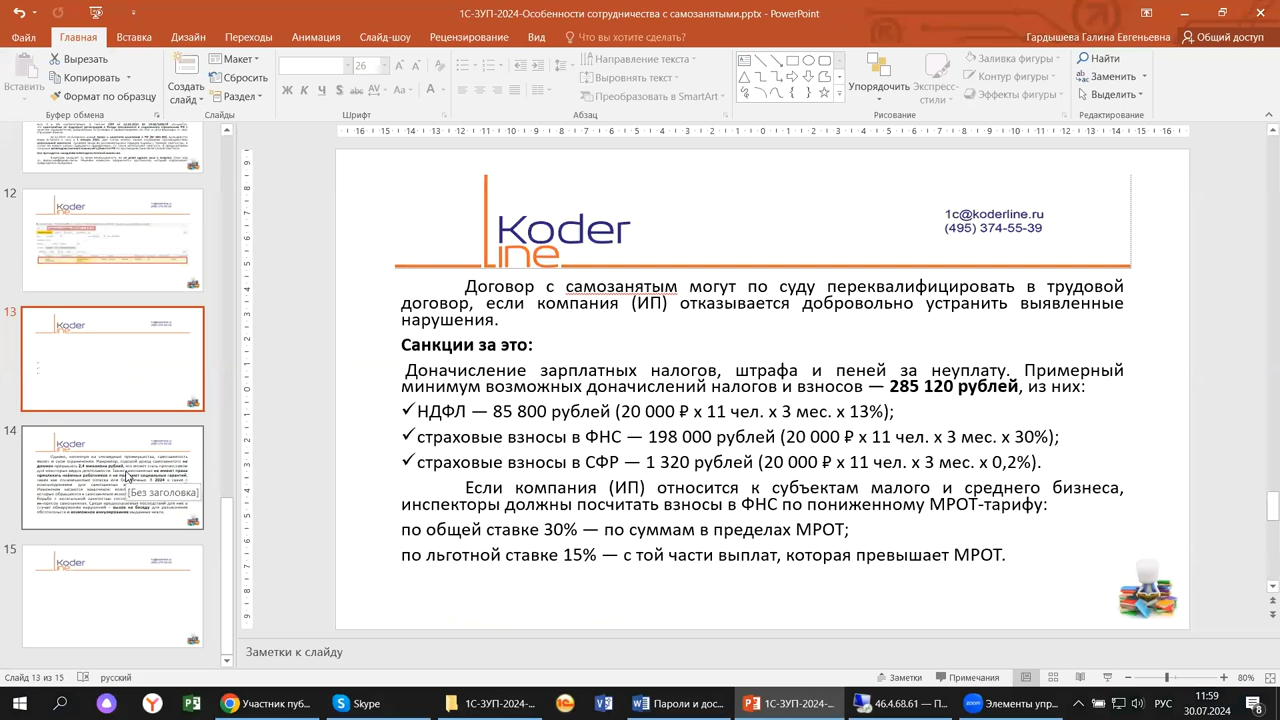 1С-ЗУП-2024-Основания с самозанятыми.pptx - PowerPoint
Файл Главная Вставка Дизайн Переходы Анимация Слайд-шоу Рецензирование Вид Что вы хотите сделать? Гардышева Галина Евгеньевна Общий доступ
Вставить
Вырезать
Копировать
Формат по образцу
Буфер обмена
Создать слайд
Макет
Сбросить
Раздел
Слайды
26
Ж К Ч S abc AV Aa А
Шрифт
Направление текста
Выровнять текст
Преобразовать в SmartArt
Абзац
Упорядочить
Экспресс-стили
Заливка фигуры
Контур фигуры
Эффекты фигуры
Рисование
Найти
Заменить
Выделить
Редактирование
12
13
14
[Без заголовка]
15
Koder
line
1c@koderline.ru
(495) 374-55-39
Договор с самозанятым могут по суду переквалифицировать в трудовой
договор, если компания (ИП) отказывается добровольно устранить выявленные
нарушения.
Санкции за это:
Доначисление зарплатных налогов, штрафа и пеней за неуплату. Примерный
минимум возможных доначислений налогов и взносов — 285 120 рублей, из них:
✓НДФЛ — 85 800 рублей (20 000 ₽ х 11 чел. х 3 мес. х 13%);
✓страховые взносы в ФНС — 198 000 рублей (20 000 ₽ х 11 чел. х 3 мес. х 30%);
✓страховые взносы в СФР — 1 320 рублей (20 000 ₽ х 11 чел. х 3 мес. х 0,2%)
Если компания (ИП) относится к субъектам малого и среднего бизнеса,
инспекторы должны посчитать взносы в ФНС по пониженному МРОТ-тарифу:
по общей ставке 30% — по суммам в пределах МРОТ;
по льготной ставке 15% — с той части выплат, которая превышает МРОТ.
Заметки к слайду
Слайд 13 из 15 русский Заметки Примечания 80%
Участник пуб... Skype 1С-ЗУП-2024-... Пароли и дос... 1С-ЗУП-2024-... 46.4.68.61 — П... Элементы упр... РУС 11:59
30.07.2024 8